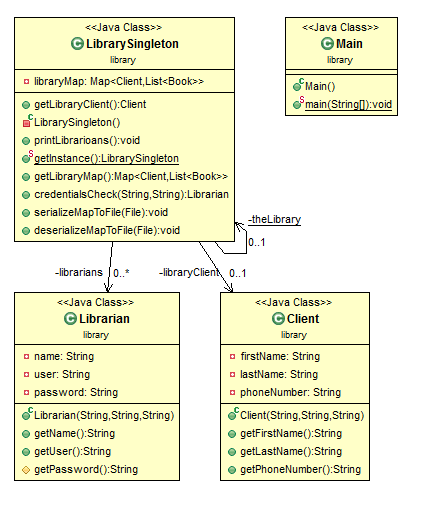 <<Java Class>>
LibrarySingleton
library
libraryMap: Map<Client,List<Book>>
getLibraryClient():Client
LibrarySingleton()
printLibrarioans():void
getInstance():LibrarySingleton
getLibraryMap():Map<Client,List<Book>>
credentialsCheck(String,String):Librarian
serializeMapToFile(File):void
deserializeMapToFile(File):void
<<Java Class>>
Main
library
Main()
main(String[]):void
-theLibrary
0..1
-librarians
0..*
-libraryClient
0..1
<<Java Class>>
Librarian
library
name: String
user: String
password: String
Librarian(String,String,String)
getName():String
getUser():String
getPassword():String
<<Java Class>>
Client
library
firstName: String
lastName: String
phoneNumber: String
Client(String,String,String)
getFirstName():String
getLastName():String
getPhoneNumber():String